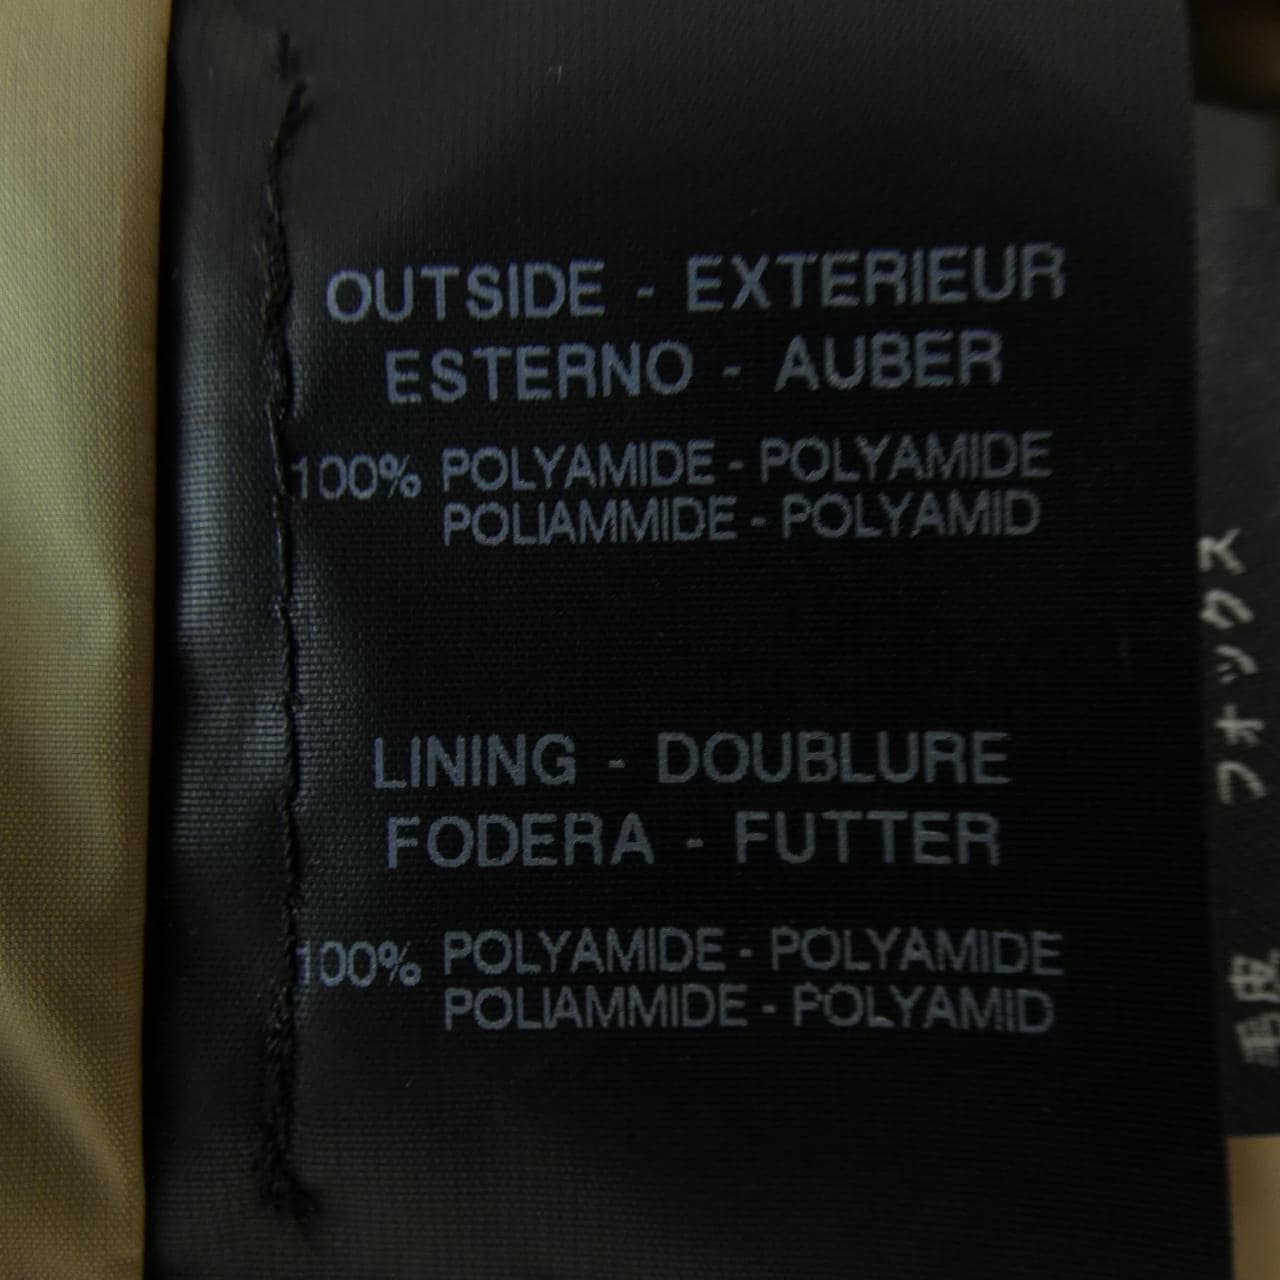 OUTSIDE - EXTERIEUR
ESTERNO - AUBER
100% POLYAMIDE - POLYAMIDE
POLIAMMIDE - POLYAMID
LINING - DOUBLURE
FODERA - FUTTER
100% POLYAMIDE - POLYAMIDE
POLIAMMIDE - POLYAMID
毛皮 フォックス